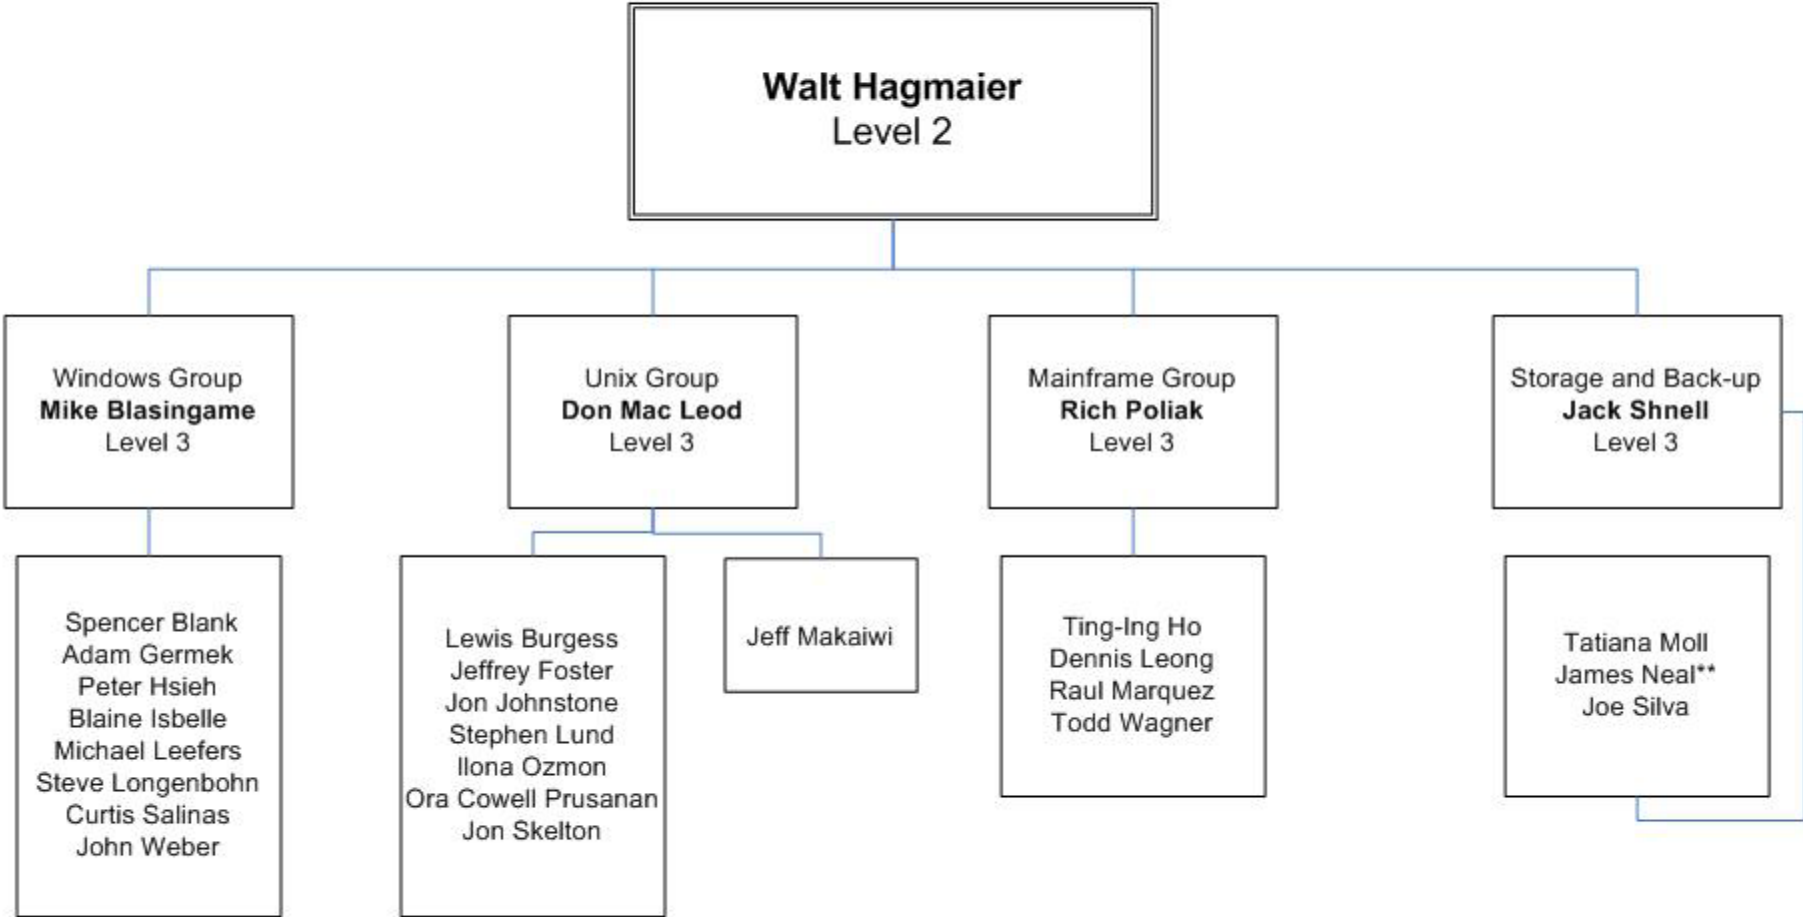 Walt Hagmaier
Level 2
Windows Group
Mike Blasingame
Level 3
Unix Group
Don Mac Leod
Level 3
Mainframe Group
Rich Poliak
Level 3
Storage and Back-up
Jack Shnell
Level 3
Spencer Blank
Adam Germek
Peter Hsieh
Blaine Isbelle
Michael Leefers
Steve Longenbohn
Curtis Salinas
John Weber
Lewis Burgess
Jeffrey Foster
Jon Johnstone
Stephen Lund
Ilona Ozmon
Ora Cowell Prusanan
Jon Skelton
Jeff Makaiwi
Ting-Ing Ho
Dennis Leong
Raul Marquez
Todd Wagner
Tatiana Moll
James Neal**
Joe Silva